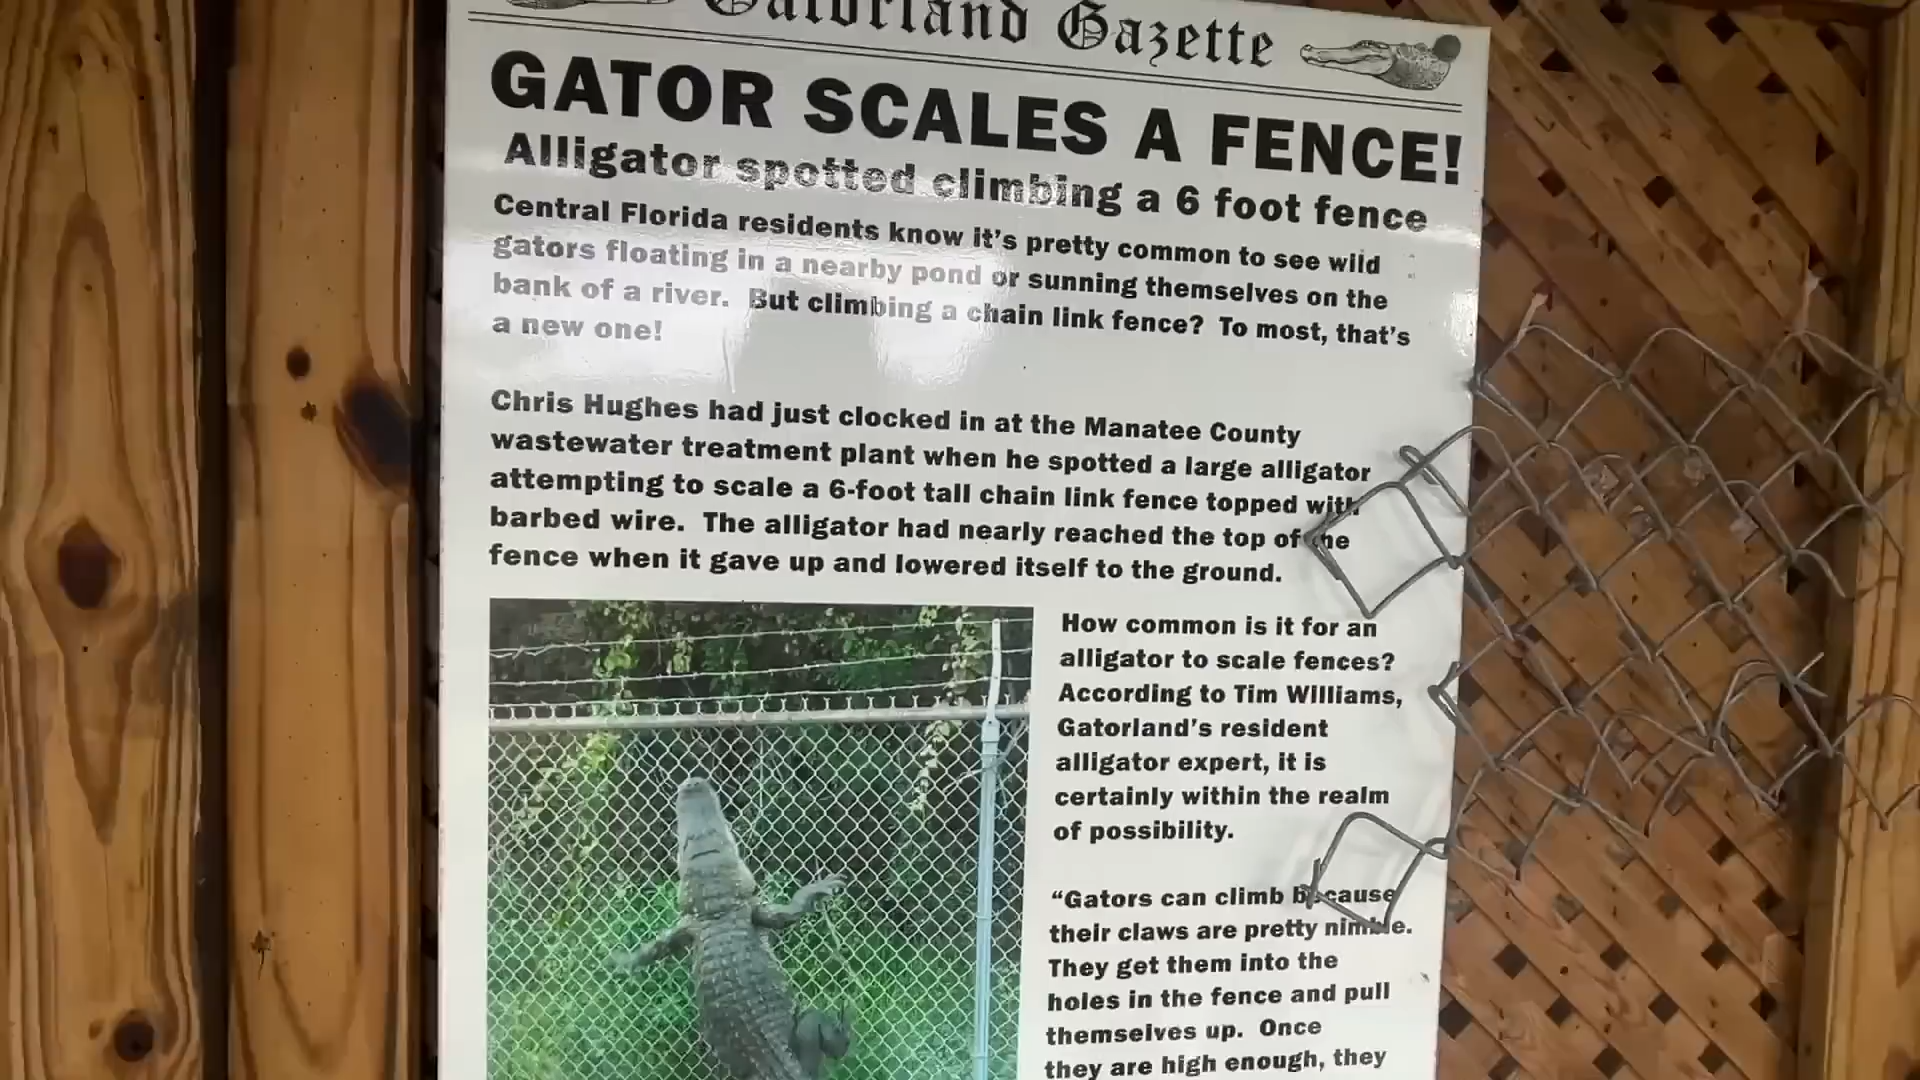 Gatorland Gazette
GATOR SCALES A FENCE!
Alligator spotted climbing a 6 foot fence
Central Florida residents know it's pretty common to see wild
gators floating in a nearby pond or sunning themselves on the
bank of a river. But climbing a chain link fence? To most, that's
a new one!
Chris Hughes had just clocked in at the Manatee County
wastewater treatment plant when he spotted a large alligator
attempting to scale a 6-foot tall chain link fence topped with
barbed wire. The alligator had nearly reached the top of the
fence when it gave up and lowered itself to the ground.
How common is it for an
alligator to scale fences?
According to Tim Williams,
Gatorland's resident
alligator expert, it is
certainly within the realm
of possibility.
“Gators can climb because
their claws are pretty nimble.
They get them into the
holes in the fence and pull
themselves up. Once
they are high enough, they